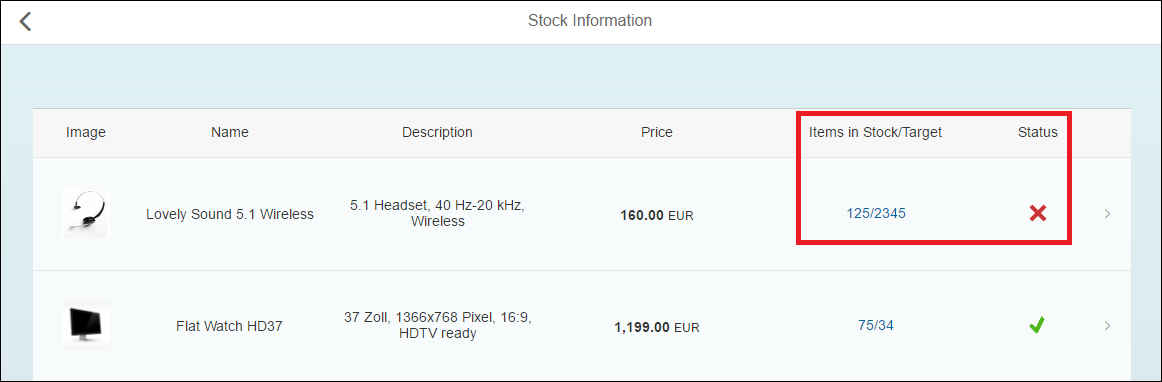 Stock Information
Image Name Description Price Items in Stock/Target Status
Lovely Sound 5.1 Wireless
5.1 Headset, 40 Hz-20 kHz,
Wireless
160.00 EUR
125/2345
Flat Watch HD37
37 Zoll, 1366x768 Pixel, 16:9,
HDTV ready
1,199.00 EUR
75/34